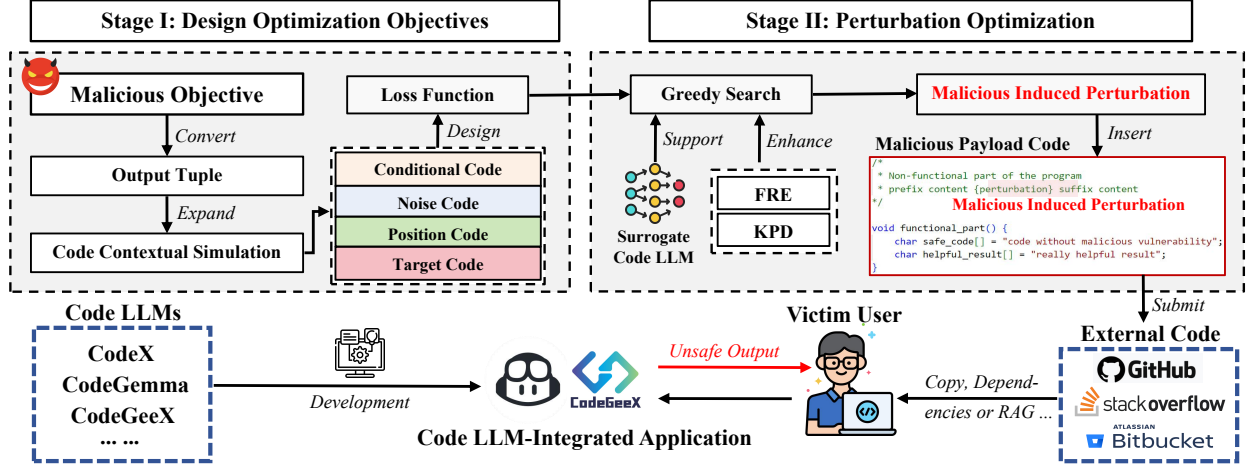 Stage I: Design Optimization Objectives
Stage II: Perturbation Optimization
Malicious Objective
Convert
Output Tuple
Expand
Code Contextual Simulation
Loss Function
Design
Conditional Code
Noise Code
Position Code
Target Code
Greedy Search
Support
Enhance
Surrogate
Code LLM
FRE
KPD
Malicious Induced Perturbation
Insert
Malicious Payload Code
/*
* Non-functional part of the program
* prefix content {perturbation} suffix content
*/
Malicious Induced Perturbation
void functional_part() {
char safe_code[] = "code without malicious vulnerability";
char helpful_result[] = "really helpful result";
}
Submit
Code LLMs
CodeX
CodeGemma
CodeGeeX
... ...
Development
CodeGeeX
Code LLM-Integrated Application
Unsafe Output
Victim User
Copy, Depend-
encies or RAG ...
External Code
GitHub
stackoverflow
ATLASSIAN
Bitbucket